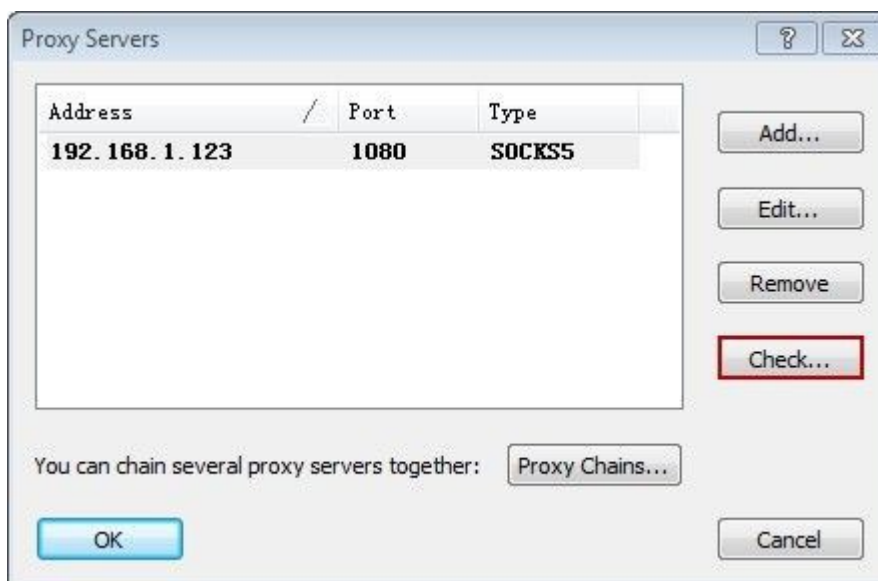 Proxy Servers
Address / Port Type
192.168.1.123 1080 SOCKS5
Add...
Edit...
Remove
Check...
You can chain several proxy servers together: Proxy Chains...
OK Cancel